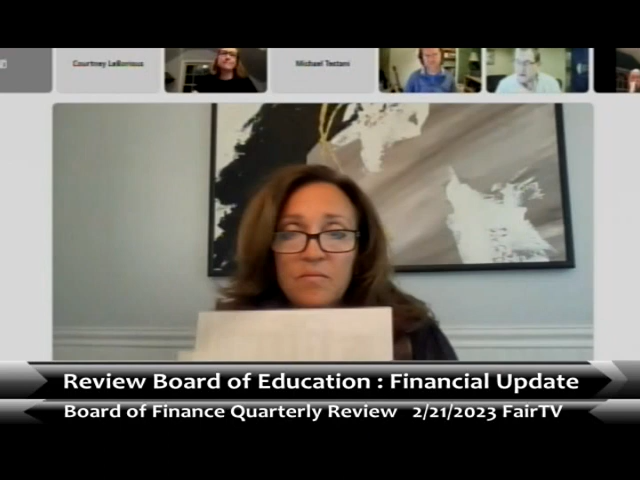 Courtney LeBorious
Michael Testani
Review Board of Education : Financial Update
Board of Finance Quarterly Review 2/21/2023 FairTV